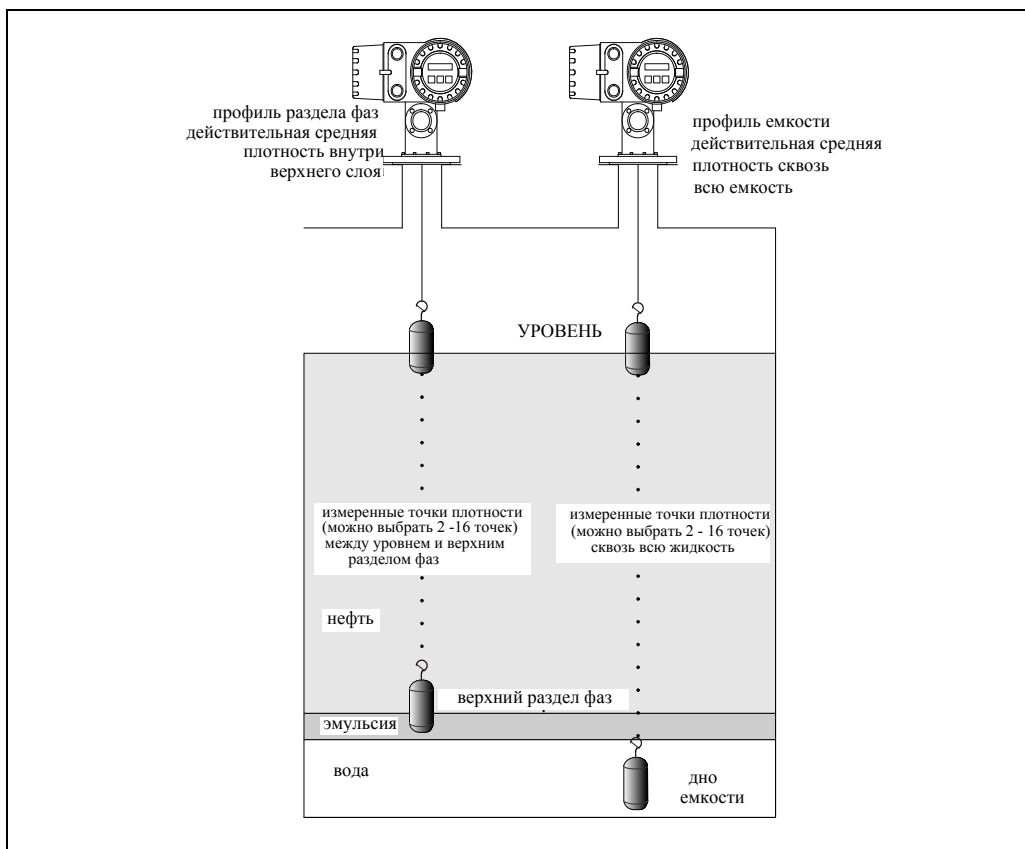 профиль раздела фаз
действительная средняя
плотность внутри
верхнего слоя
профиль емкости
действительная средняя
плотность сквозь
всю емкость
УРОВЕНЬ
измеренные точки плотности
(можно выбрать 2 -16 точек)
между уровнем и верхним
разделом фаз
измеренные точки плотности
(можно выбрать 2 - 16 точек)
сквозь всю жидкость
нефть
верхний раздел фаз
эмульсия
вода
дно
емкости